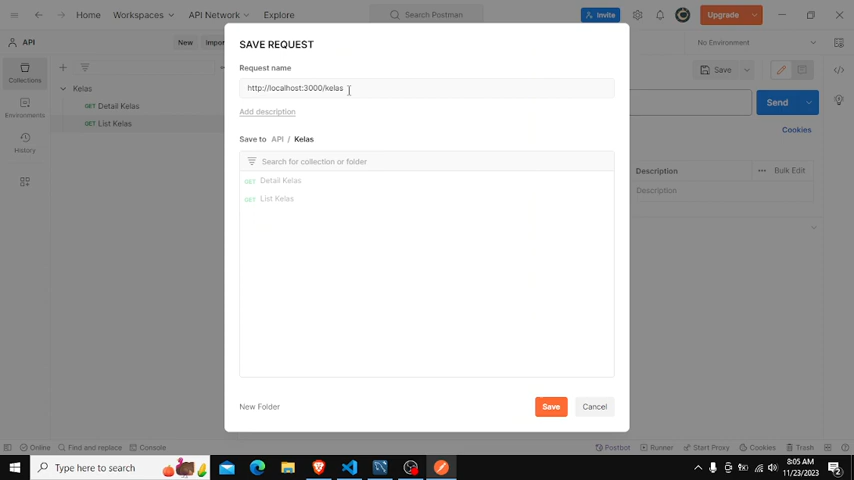 Home
Workspaces
API Network
Explore
Search Postman
Invite
Upgrade
API
New
Import
No Environment
SAVE REQUEST
Request name
http://localhost:3000/kelas
Add description
Save to API / Kelas
Search for collection or folder
GET Detail Kelas
GET List Kelas
New Folder
Save
Cancel
Collections
Environments
History
Kelas
GET Detail Kelas
GET List Kelas
Save
Send
Cookies
Description
Bulk Edit
Description
Online
Find and replace
Console
Postbot
Runner
Start Proxy
Cookies
Trash
Type here to search
8:05 AM
11/23/2023
2